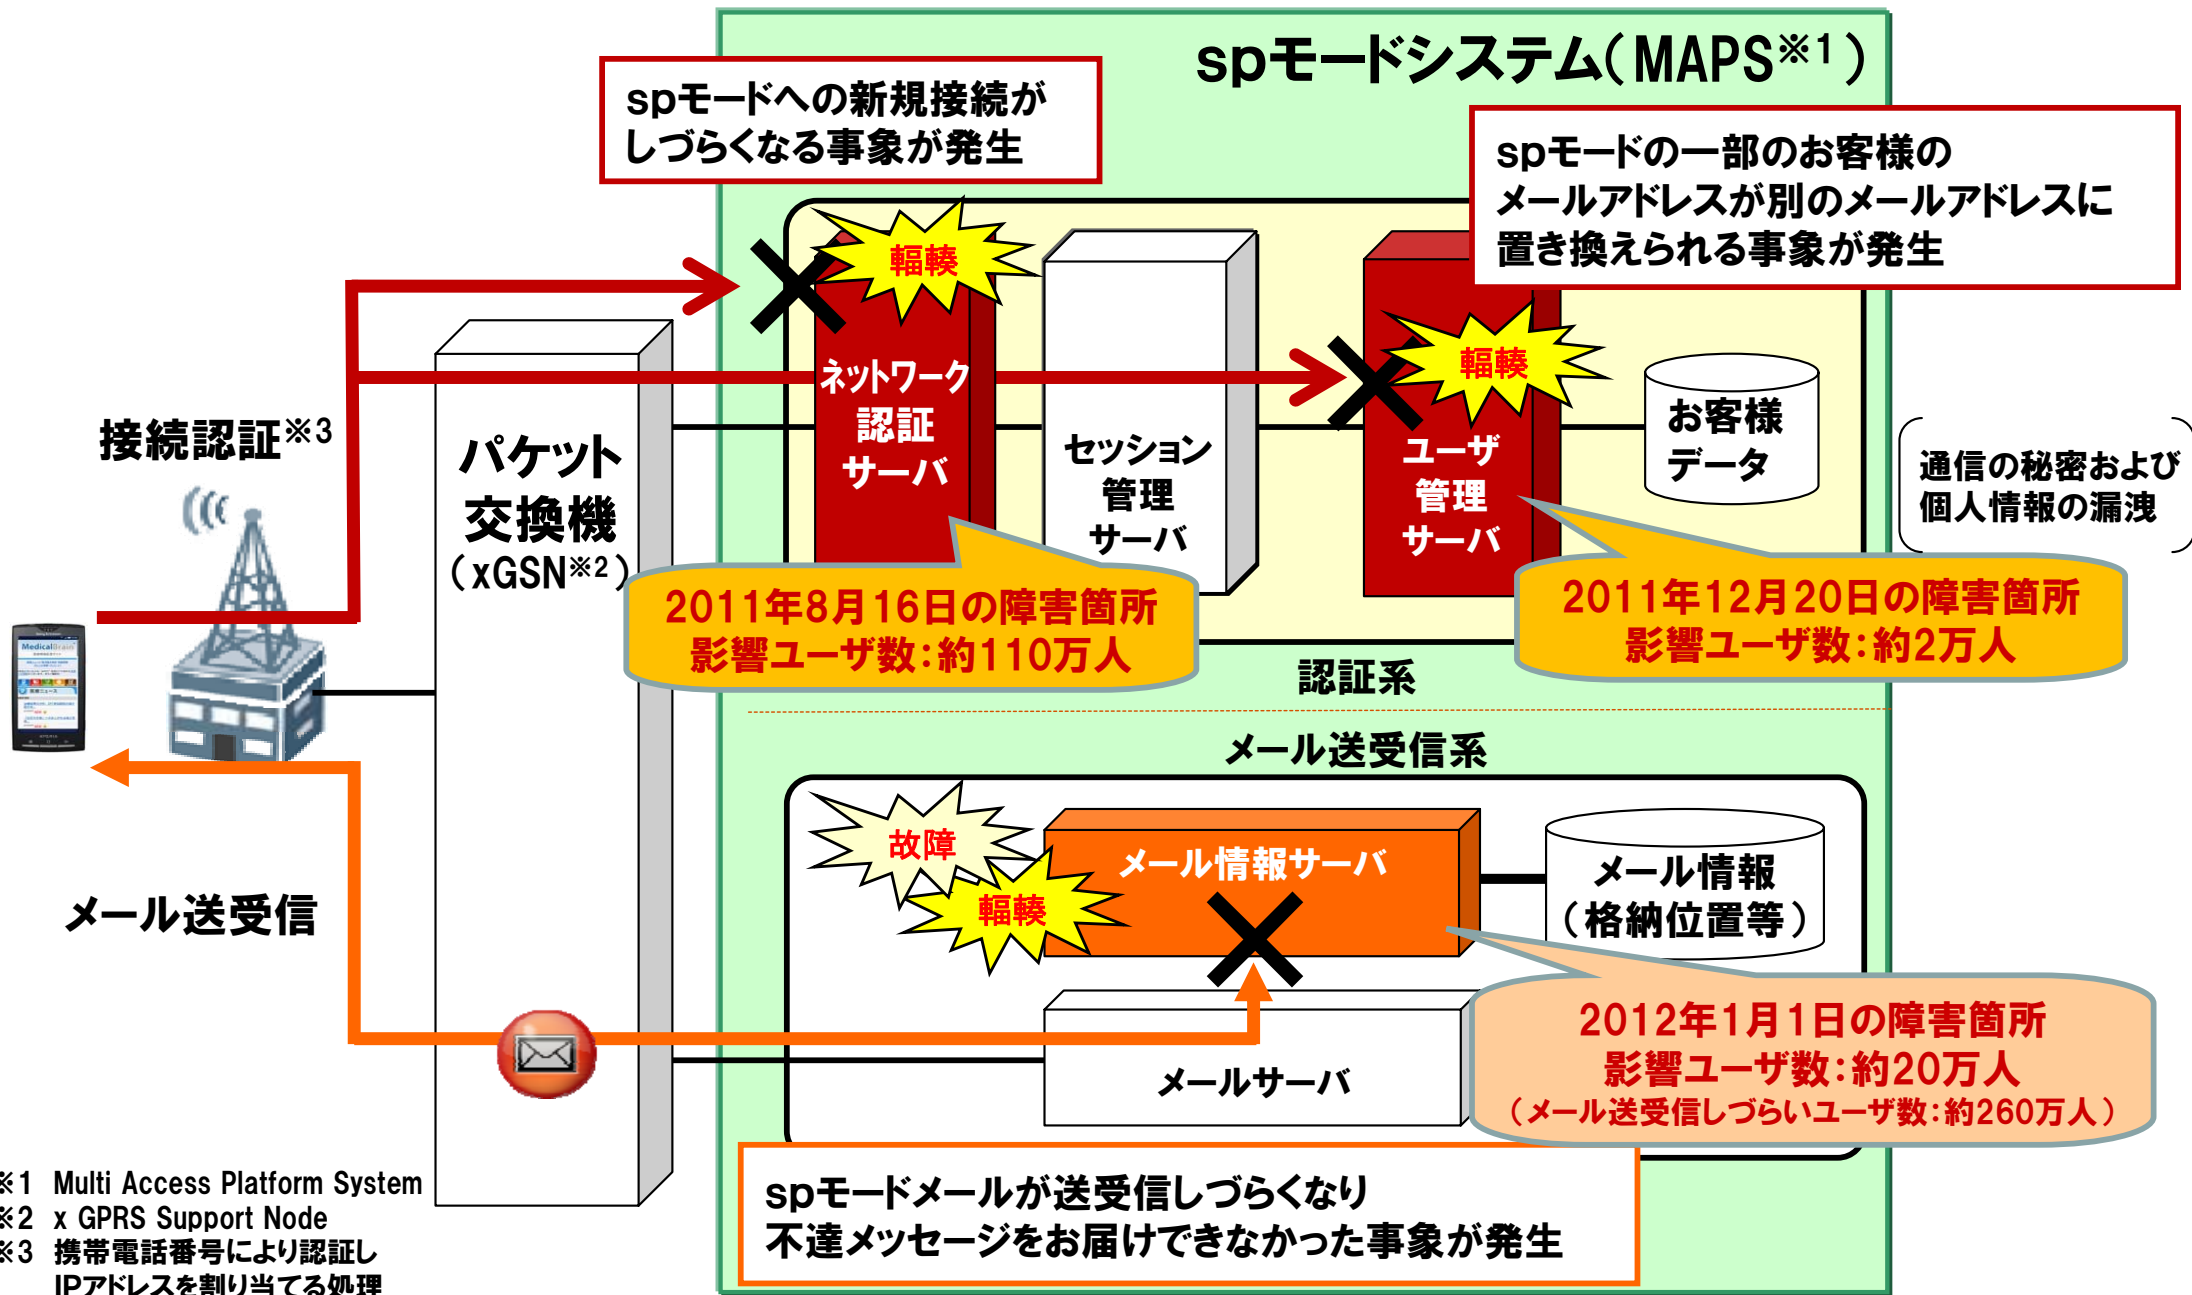 spモードシステム(MAPS※1)
spモードへの新規接続が
しづらくなる事象が発生
spモードの一部のお客様の
メールアドレスが別のメールアドレスに
置き換えられる事象が発生
輻輳
輻輳
ネットワーク
認証
サーバ
セッション
管理
サーバ
ユーザ
管理
サーバ
お客様
データ
通信の秘密および
個人情報の漏洩
接続認証※3
パケット
交換機
(xGSN※2)
2011年8月16日の障害箇所
影響ユーザ数:約110万人
2011年12月20日の障害箇所
影響ユーザ数:約2万人
認証系
MedicalBrain
メール送受信系
故障
輻輳
メール情報サーバ
メール情報
(格納位置等)
メール送受信
メールサーバ
2012年1月1日の障害箇所
影響ユーザ数:約20万人
(メール送受信しづらいユーザ数:約260万人)
spモードメールが送受信しづらくなり
不達メッセージをお届けできなかった事象が発生
※1 Multi Access Platform System
※2 x GPRS Support Node
※3 携帯電話番号により認証し
IPアドレスを割り当てる処理